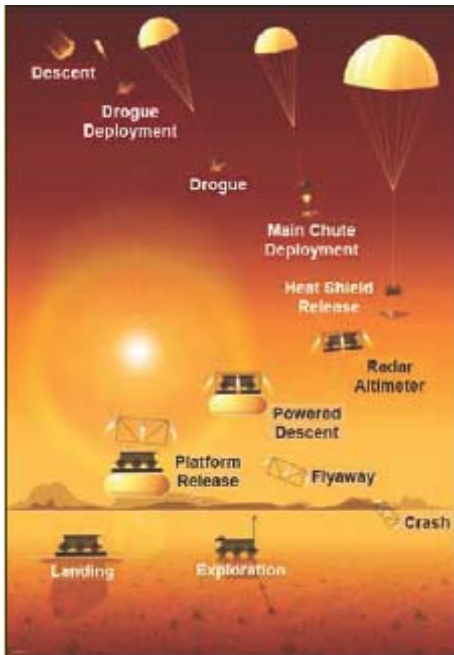 Descent
Drogue
Deployment
Drogue
Main Chute
Deployment
Heat Shield
Release
Radar
Altimeter
Powered
Descent
Platform
Release
Flyaway
Crash
Landing
Exploration